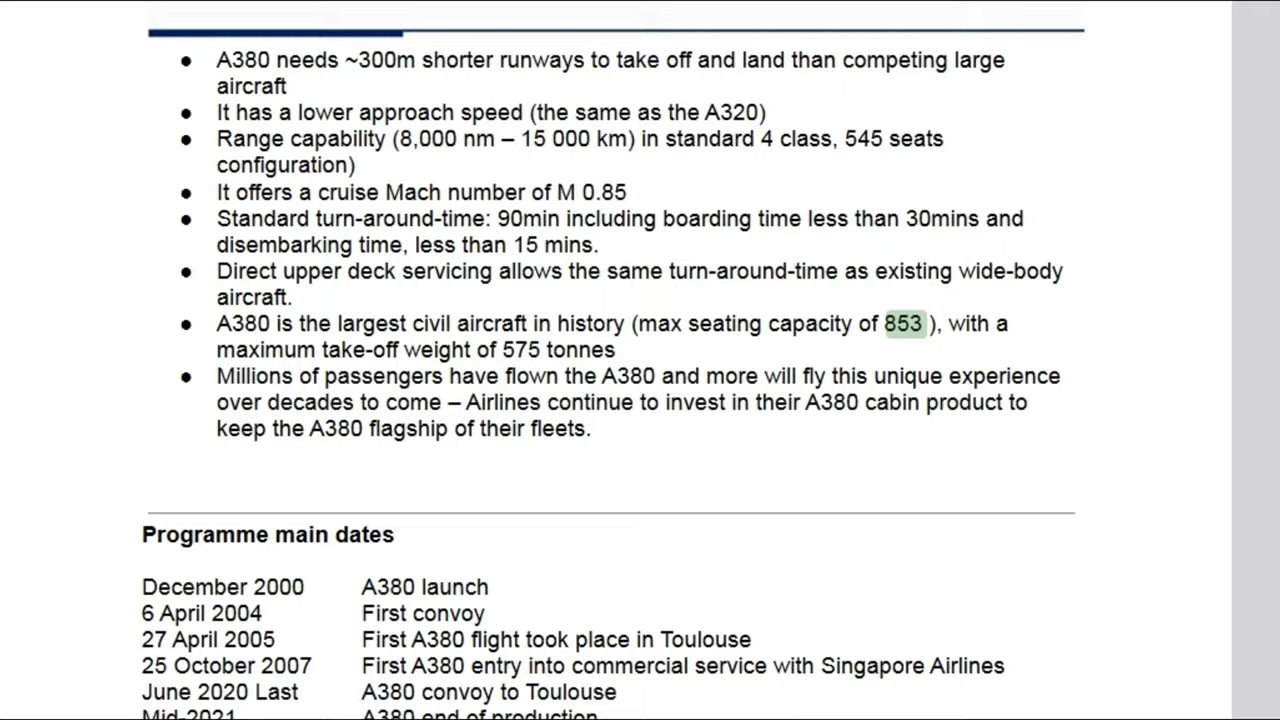 ● A380 needs ~300m shorter runways to take off and land than competing large
aircraft
● It has a lower approach speed (the same as the A320)
● Range capability (8,000 nm – 15 000 km) in standard 4 class, 545 seats
configuration)
● It offers a cruise Mach number of M 0.85
● Standard turn-around-time: 90min including boarding time less than 30mins and
disembarking time, less than 15 mins.
● Direct upper deck servicing allows the same turn-around-time as existing wide-body
aircraft.
● A380 is the largest civil aircraft in history (max seating capacity of 853 ), with a
maximum take-off weight of 575 tonnes
● Millions of passengers have flown the A380 and more will fly this unique experience
over decades to come – Airlines continue to invest in their A380 cabin product to
keep the A380 flagship of their fleets.
Programme main dates
December 2000 A380 launch
6 April 2004 First convoy
27 April 2005 First A380 flight took place in Toulouse
25 October 2007 First A380 entry into commercial service with Singapore Airlines
June 2020 Last A380 convoy to Toulouse
Mid-2021 A380 end of production